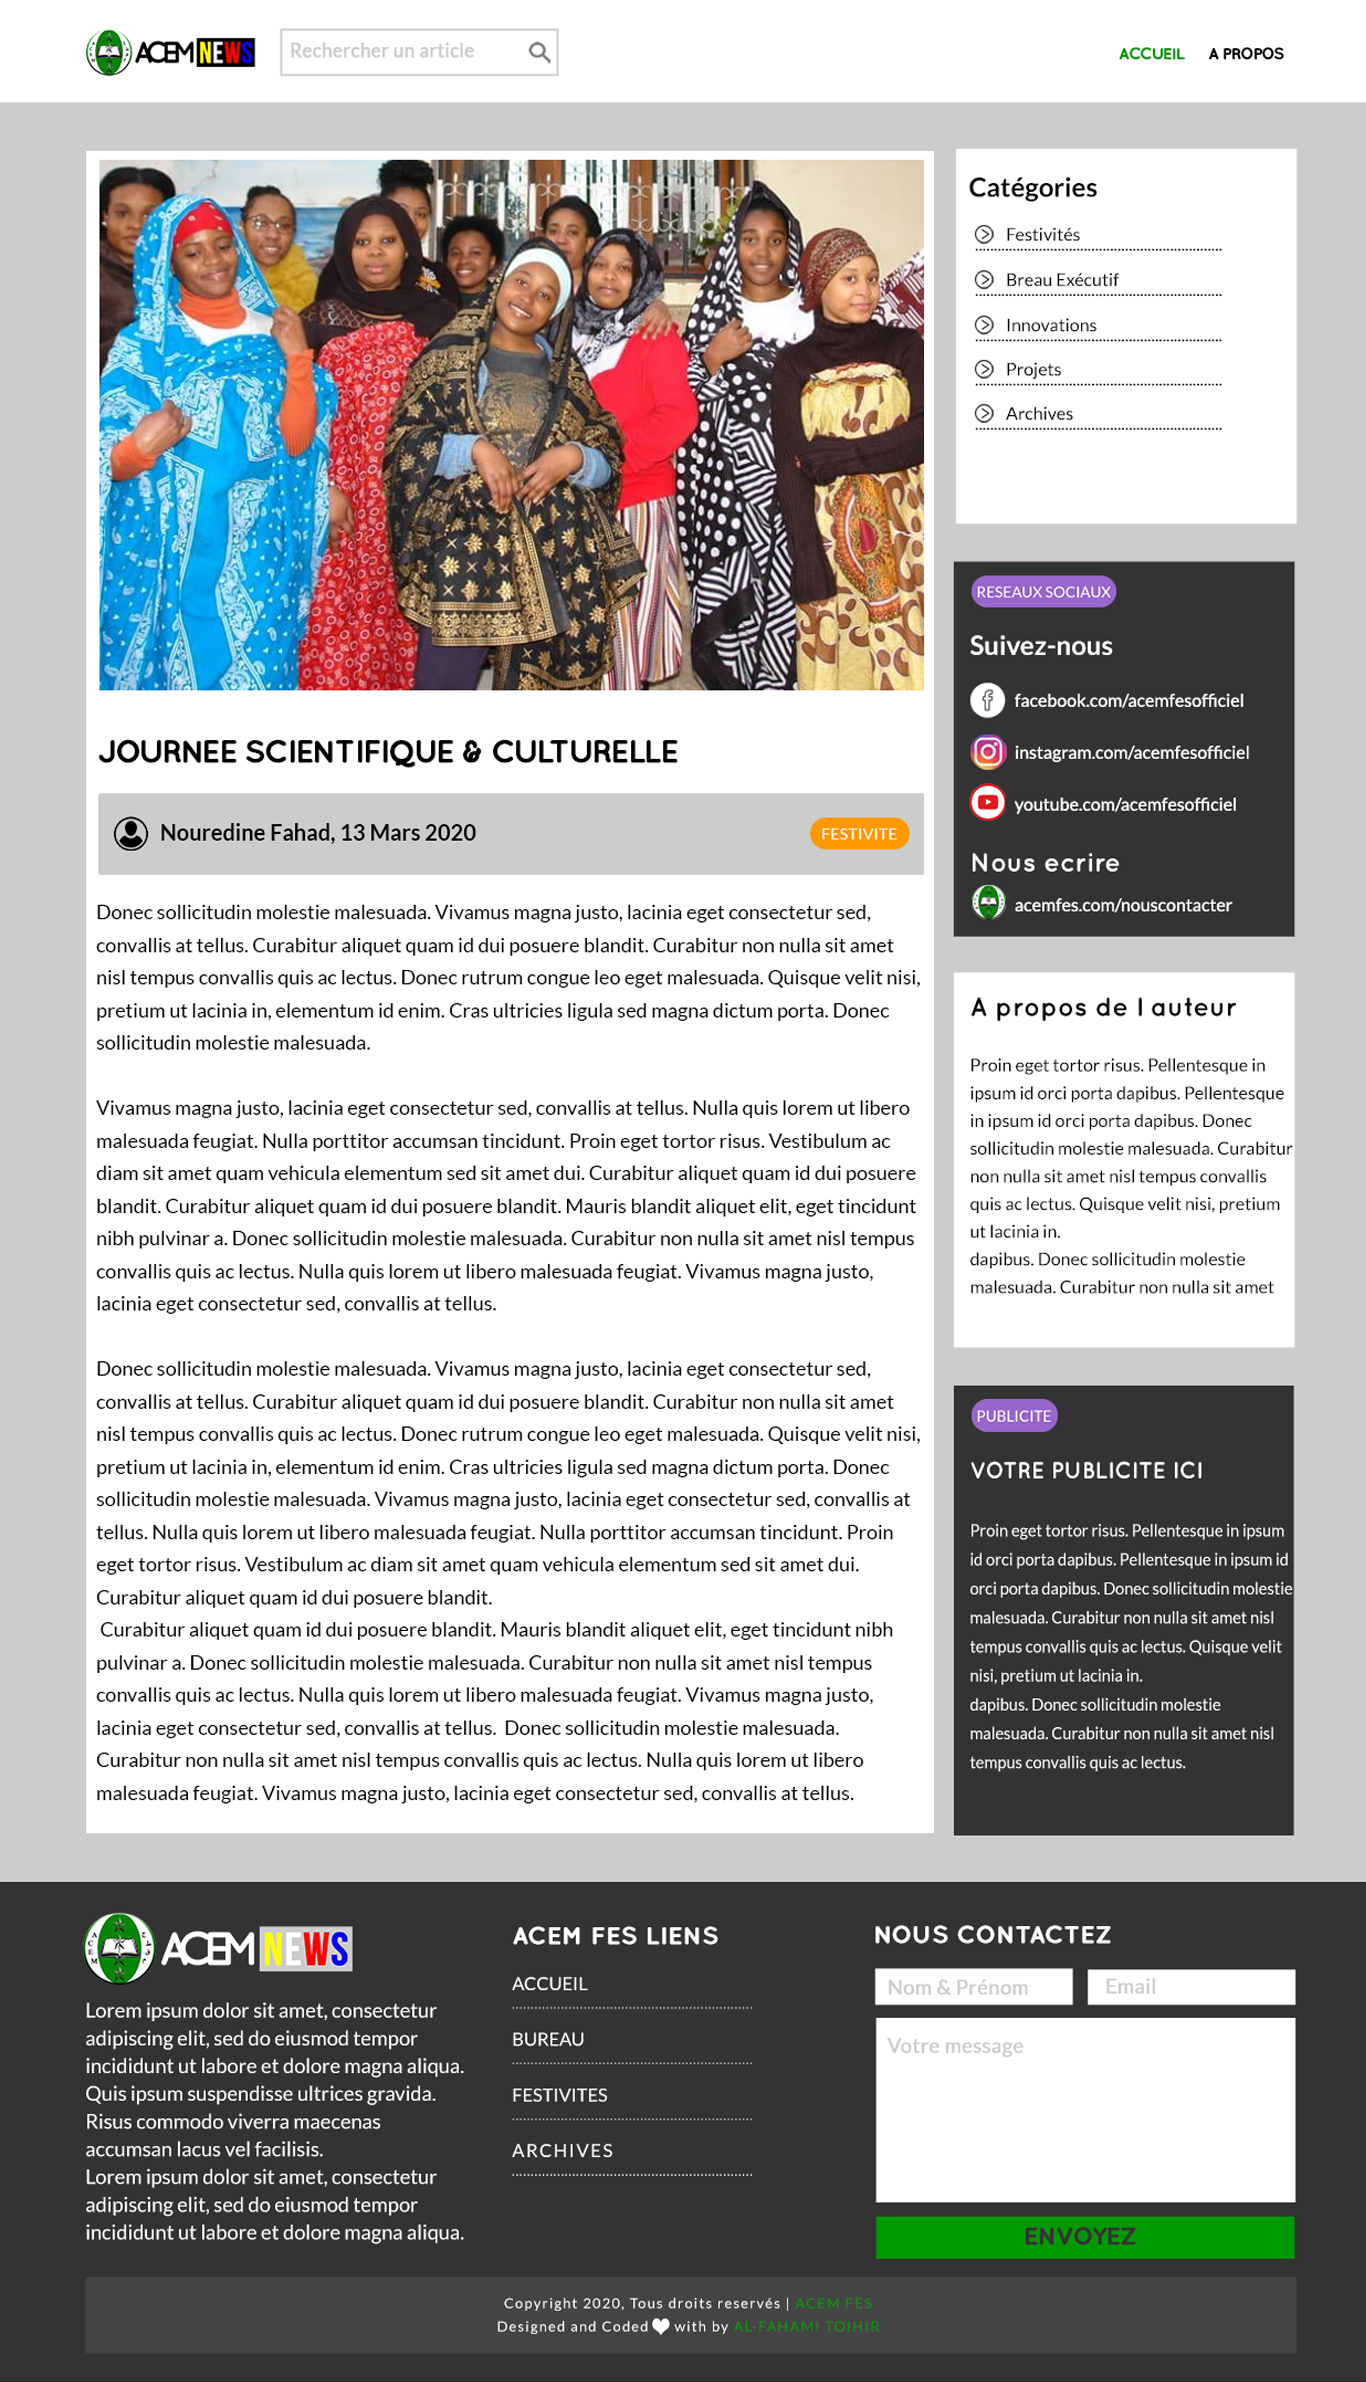 ACEM NEWS
Rechercher un article
ACCUEIL
A PROPOS
JOURNEE SCIENTIFIQUE & CULTURELLE
Nouredine Fahad, 13 Mars 2020
FESTIVITE
Donec sollicitudin molestie malesuada. Vivamus magna justo, lacinia eget consectetur sed,
convallis at tellus. Curabitur aliquet quam id dui posuere blandit. Curabitur non nulla sit amet
nisl tempus convallis quis ac lectus. Donec rutrum congue leo eget malesuada. Quisque velit nisi,
pretium ut lacinia in, elementum id enim. Cras ultricies ligula sed magna dictum porta. Donec
sollicitudin molestie malesuada.
Vivamus magna justo, lacinia eget consectetur sed, convallis at tellus. Nulla quis lorem ut libero
malesuada feugiat. Nulla porttitor accumsan tincidunt. Proin eget tortor risus. Vestibulum ac
diam sit amet quam vehicula elementum sed sit amet dui. Curabitur aliquet quam id dui posuere
blandit. Curabitur aliquet quam id dui posuere blandit. Mauris blandit aliquet elit, eget tincidunt
nibh pulvinar a. Donec sollicitudin molestie malesuada. Curabitur non nulla sit amet nisl tempus
convallis quis ac lectus. Nulla quis lorem ut libero malesuada feugiat. Vivamus magna justo,
lacinia eget consectetur sed, convallis at tellus.
Donec sollicitudin molestie malesuada. Vivamus magna justo, lacinia eget consectetur sed,
convallis at tellus. Curabitur aliquet quam id dui posuere blandit. Curabitur non nulla sit amet
nisl tempus convallis quis ac lectus. Donec rutrum congue leo eget malesuada. Quisque velit nisi,
pretium ut lacinia in, elementum id enim. Cras ultricies ligula sed magna dictum porta. Donec
sollicitudin molestie malesuada. Vivamus magna justo, lacinia eget consectetur sed, convallis at
tellus. Nulla quis lorem ut libero malesuada feugiat. Nulla porttitor accumsan tincidunt. Proin
eget tortor risus. Vestibulum ac diam sit amet quam vehicula elementum sed sit amet dui.
Curabitur aliquet quam id dui posuere blandit.
Curabitur aliquet quam id dui posuere blandit. Mauris blandit aliquet elit, eget tincidunt nibh
pulvinar a. Donec sollicitudin molestie malesuada. Curabitur non nulla sit amet nisl tempus
convallis quis ac lectus. Nulla quis lorem ut libero malesuada feugiat. Vivamus magna justo,
lacinia eget consectetur sed, convallis at tellus. Donec sollicitudin molestie malesuada.
Curabitur non nulla sit amet nisl tempus convallis quis ac lectus. Nulla quis lorem ut libero
malesuada feugiat. Vivamus magna justo, lacinia eget consectetur sed, convallis at tellus.
Catégories
Festivités
Breau Exécutif
Innovations
Projets
Archives
RESEAUX SOCIAUX
Suivez-nous
facebook.com/acemfesofficiel
instagram.com/acemfesofficiel
youtube.com/acemfesofficiel
Nous ecrire
acemfes.com/nouscontacter
A propos de l auteur
Proin eget tortor risus. Pellentesque in
ipsum id orci porta dapibus. Pellentesque
in ipsum id orci porta dapibus. Donec
sollicitudin molestie malesuada. Curabitur
non nulla sit amet nisl tempus convallis
quis ac lectus. Quisque velit nisi, pretium
ut lacinia in.
dapibus. Donec sollicitudin molestie
malesuada. Curabitur non nulla sit amet
PUBLICITE
VOTRE PUBLICITE ICI
Proin eget tortor risus. Pellentesque in ipsum
id orci porta dapibus. Pellentesque in ipsum id
orci porta dapibus. Donec sollicitudin molestie
malesuada. Curabitur non nulla sit amet nisl
tempus convallis quis ac lectus. Quisque velit
nisi, pretium ut lacinia in.
dapibus. Donec sollicitudin molestie
malesuada. Curabitur non nulla sit amet nisl
tempus convallis quis ac lectus.
ACEM NEWS
Lorem ipsum dolor sit amet, consectetur
adipiscing elit, sed do eiusmod tempor
incididunt ut labore et dolore magna aliqua.
Quis ipsum suspendisse ultrices gravida.
Risus commodo viverra maecenas
accumsan lacus vel facilisis.
Lorem ipsum dolor sit amet, consectetur
adipiscing elit, sed do eiusmod tempor
incididunt ut labore et dolore magna aliqua.
ACEM FES LIENS
ACCUEIL
BUREAU
FESTIVITES
ARCHIVES
NOUS CONTACTEZ
Nom & Prénom
Email
Votre message
ENVOYEZ
Copyright 2020, Tous droits reservés | ACEM FES
Designed and Coded with by AL-FAHAMI TOIHIR